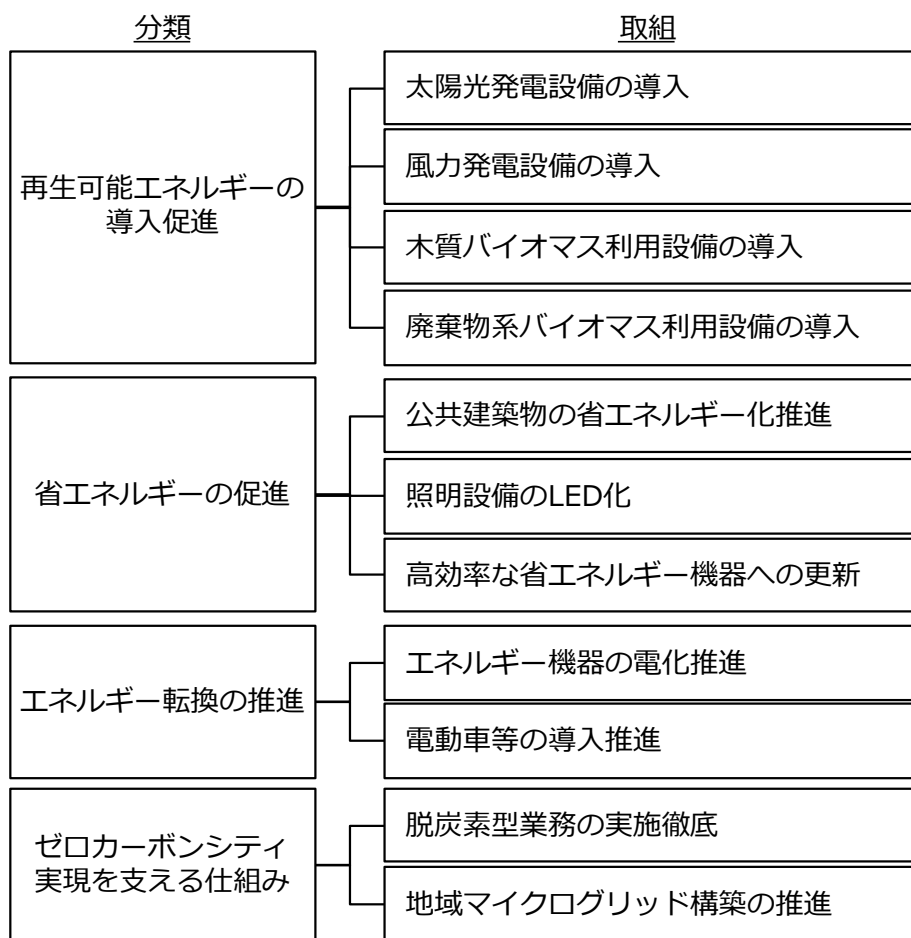 分類
取組
再生可能エネルギーの
導入促進
太陽光発電設備の導入
風力発電設備の導入
木質バイオマス利用設備の導入
廃棄物系バイオマス利用設備の導入
省エネルギーの促進
公共建築物の省エネルギー化推進
照明設備のLED化
高効率な省エネルギー機器への更新
エネルギー転換の推進
エネルギー機器の電化推進
電動車等の導入推進
ゼロカーボンシティ
実現を支える仕組み
脱炭素型業務の実施徹底
地域マイクログリッド構築の推進